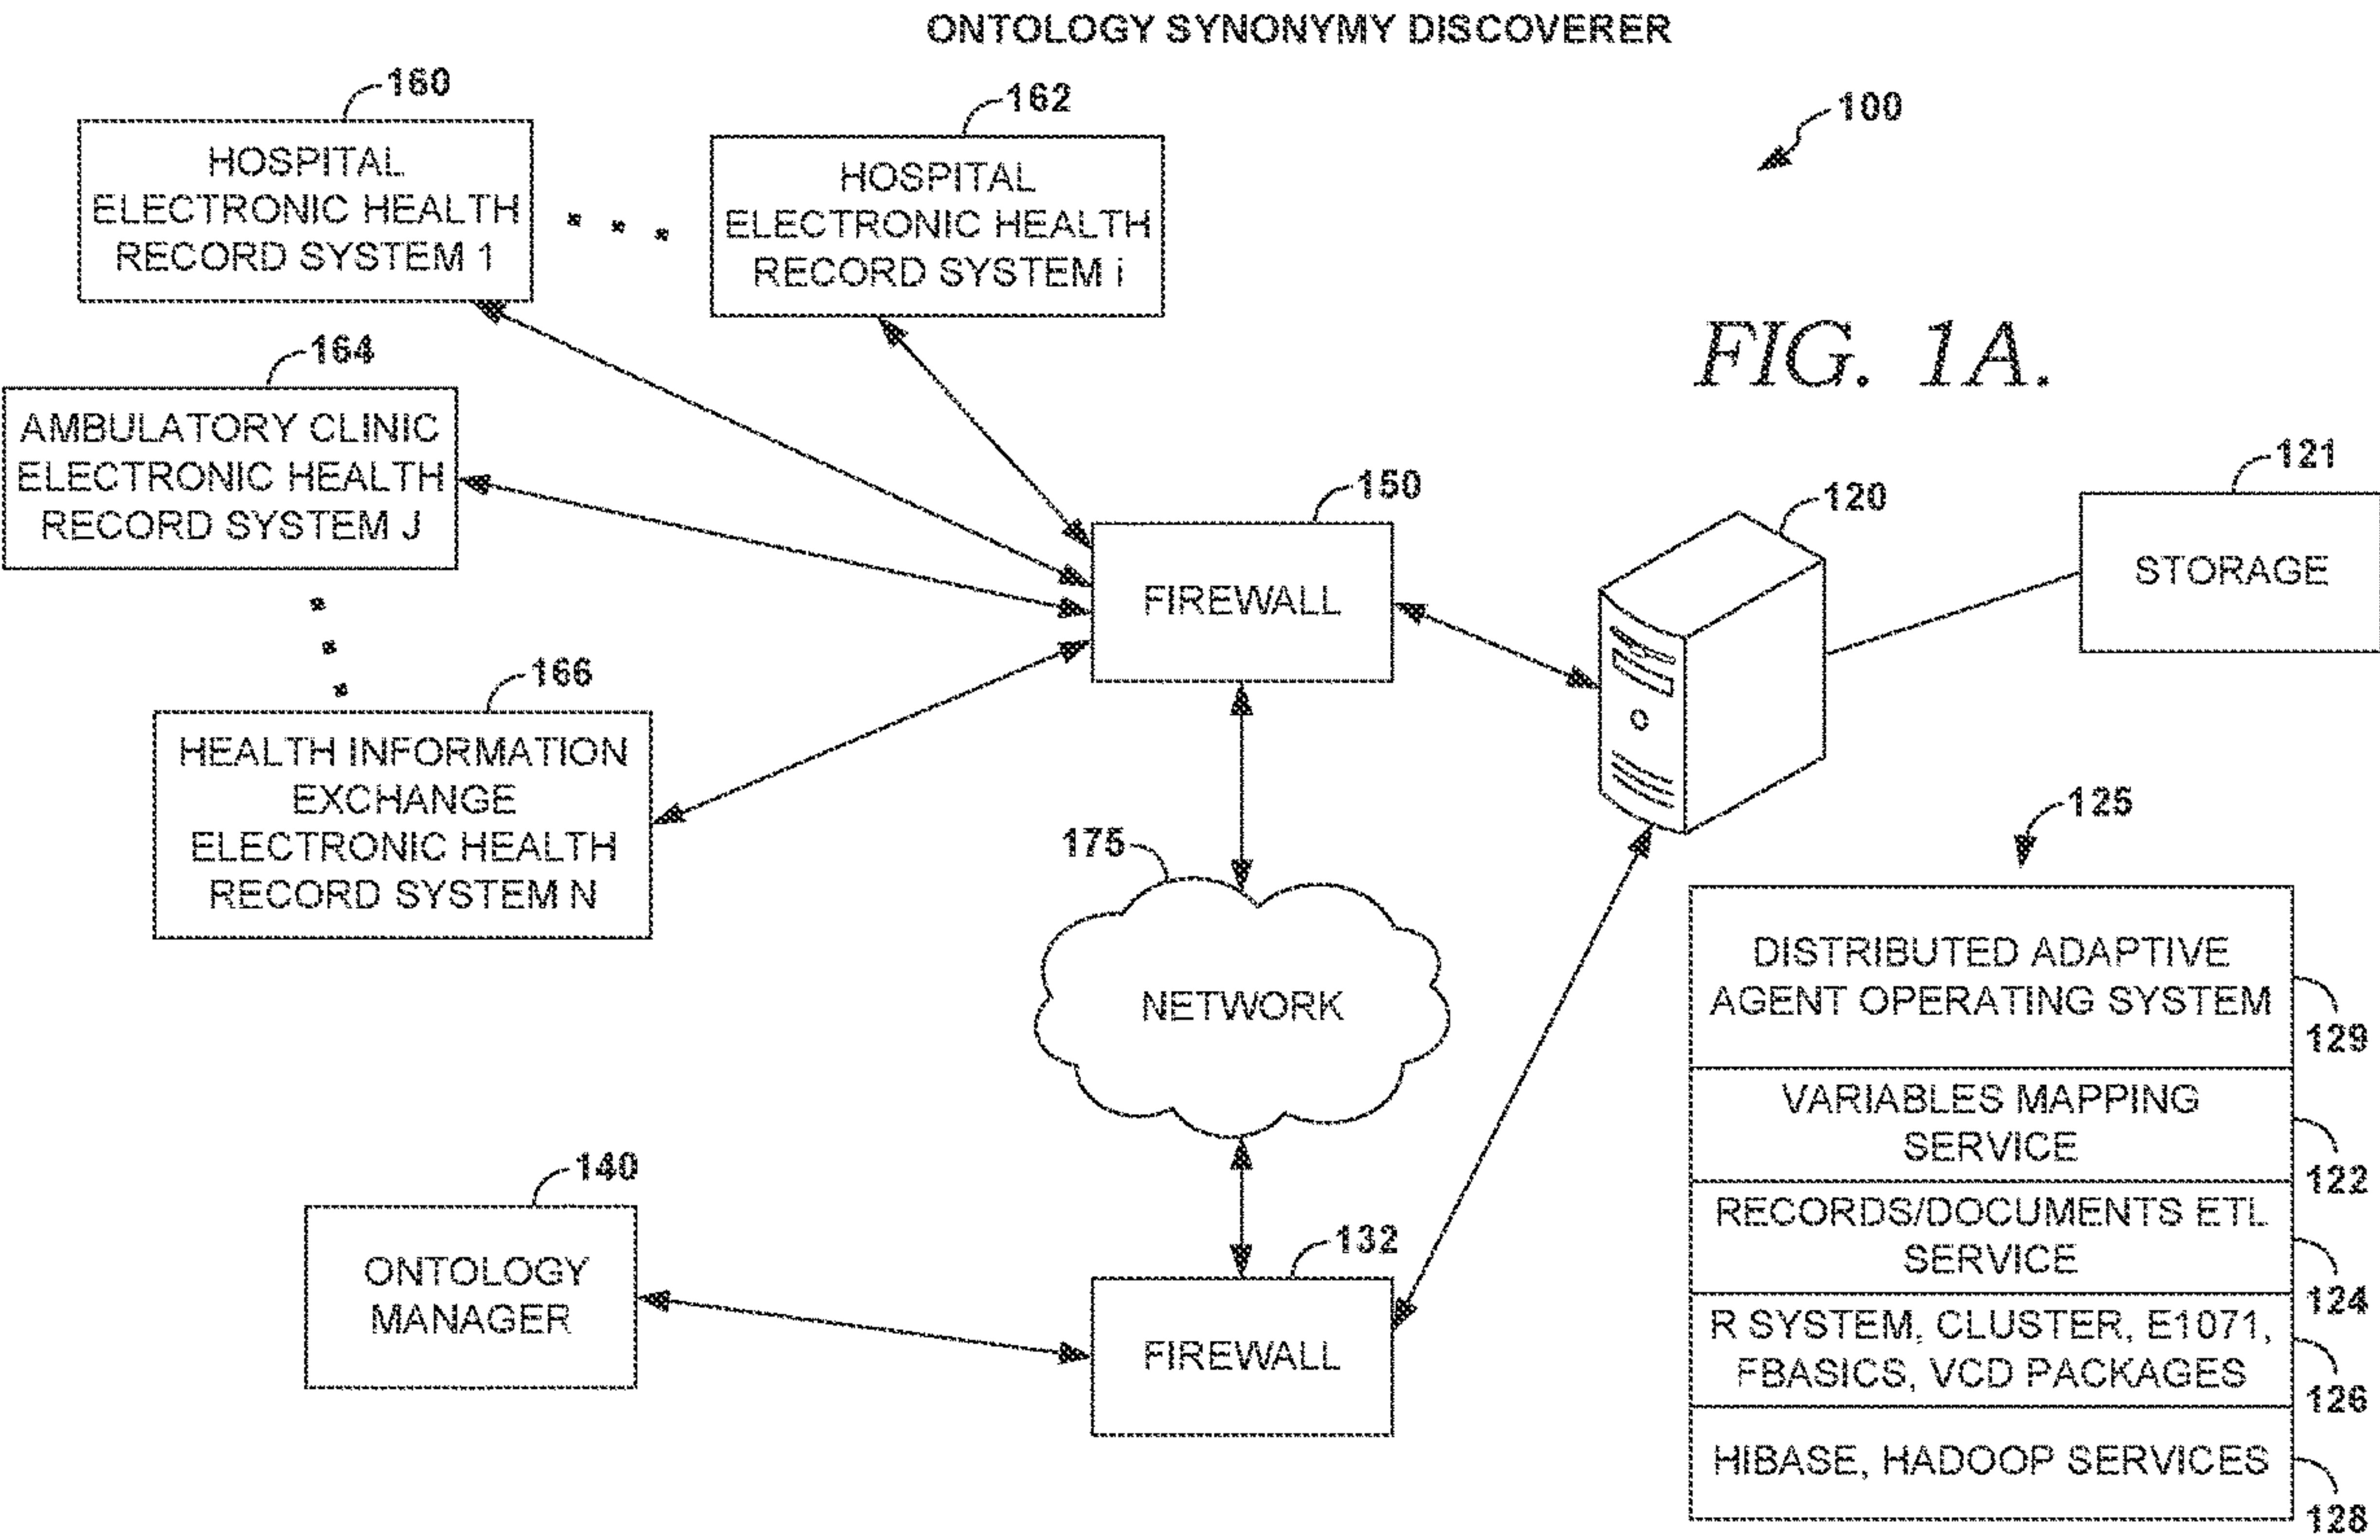 ONTOLOGY SYNONYMY DISCOVERER
160
162
100
HOSPITAL
ELECTRONIC HEALTH
RECORD SYSTEM 1
HOSPITAL
ELECTRONIC HEALTH
RECORD SYSTEM i
FIG. 1A.
164
AMBULATORY CLINIC
ELECTRONIC HEALTH
RECORD SYSTEM J
150
120
121
FIREWALL
STORAGE
166
HEALTH INFORMATION
EXCHANGE
ELECTRONIC HEALTH
RECORD SYSTEM N
175
125
NETWORK
DISTRIBUTED ADAPTIVE
AGENT OPERATING SYSTEM
129
VARIABLES MAPPING
SERVICE
122
RECORDS/DOCUMENTS ETL
SERVICE
124
R SYSTEM, CLUSTER, E1071,
FBASICS, VCD PACKAGES
126
HIBASE, HADOOP SERVICES
128
140
ONTOLOGY
MANAGER
132
FIREWALL